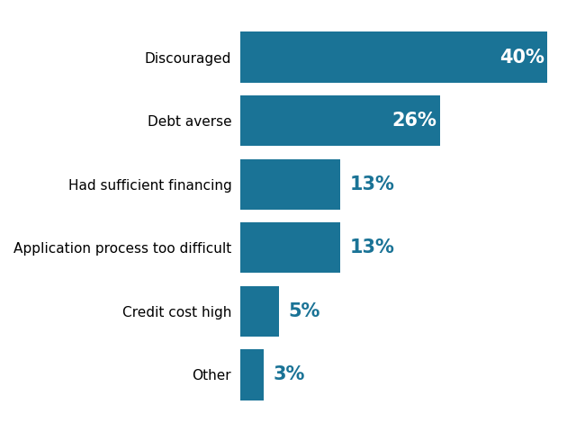 Discouraged 40%
Debt averse 26%
Had sufficient financing 13%
Application process too difficult 13%
Credit cost high 5%
Other 3%